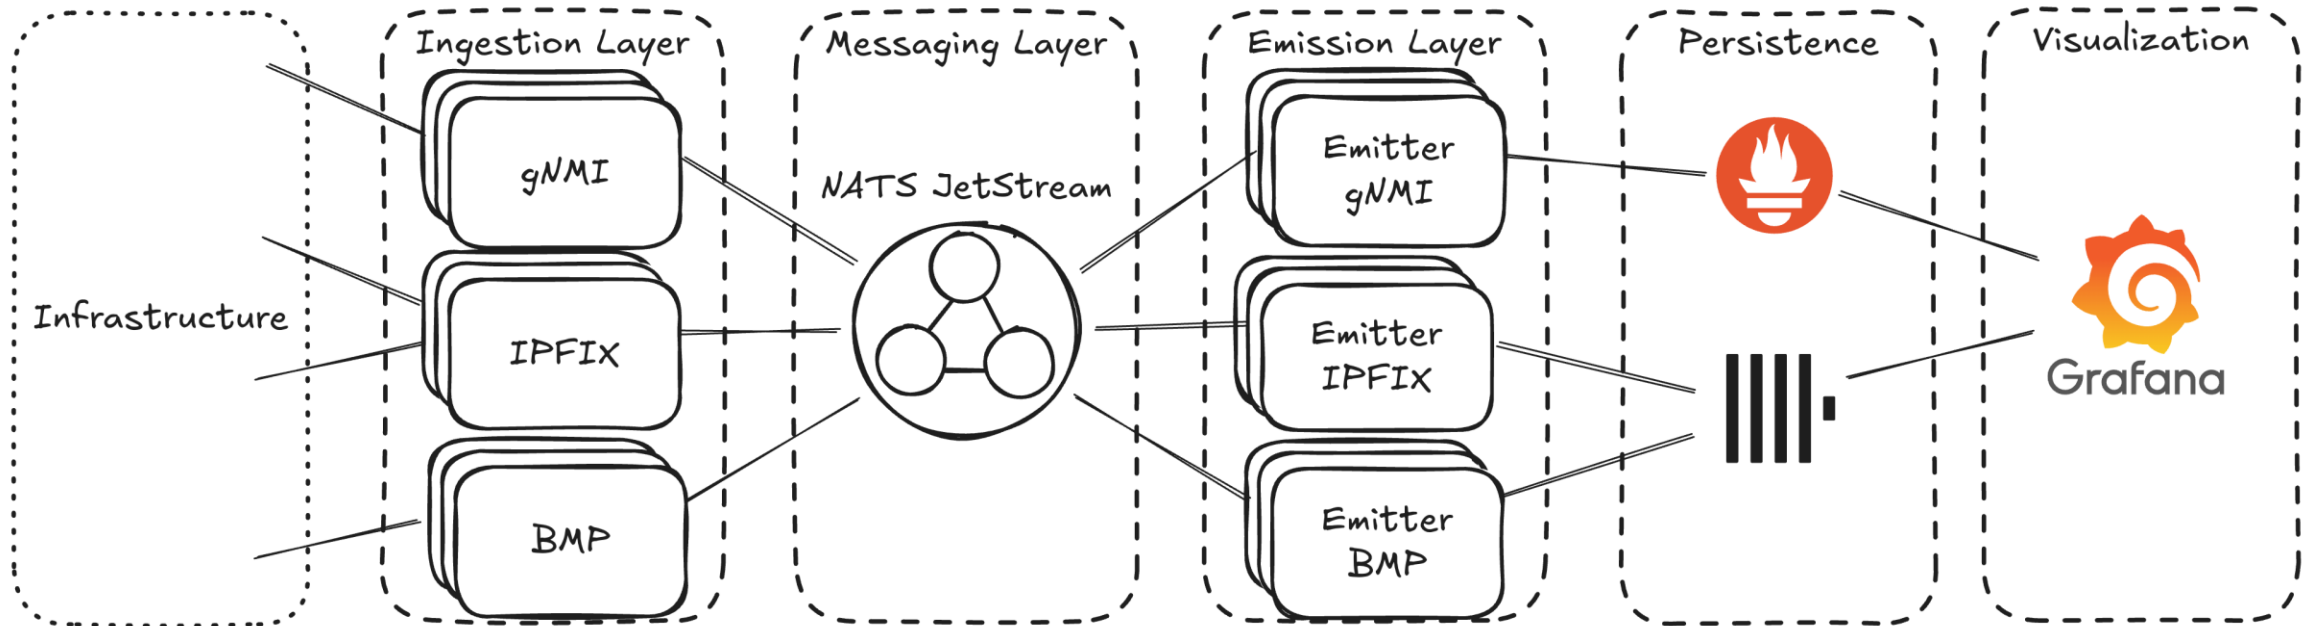 Infrastructure
Ingestion Layer
gNMI
IPFIX
BMP
Messaging Layer
NATS JetStream
Emission Layer
Emitter
gNMI
Emitter
IPFIX
Emitter
BMP
Persistence
Visualization
Grafana